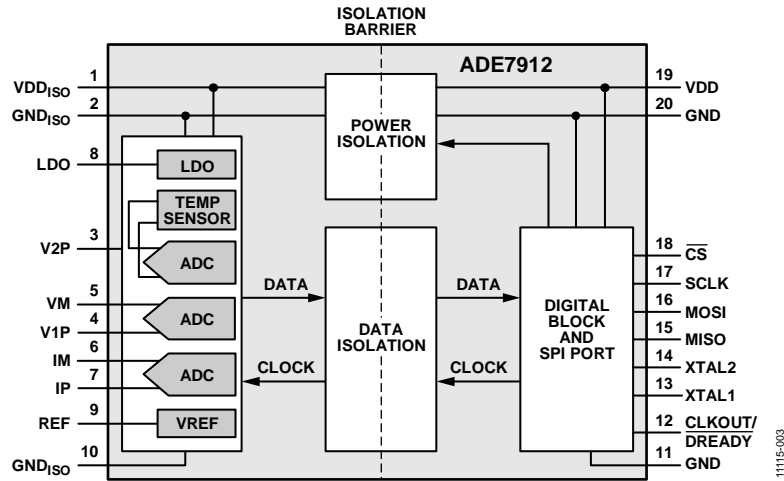 ISOLATION
BARRIER
ADE7912
1
VDDISO
2
GNDISO
8
LDO
3
V2P
5
VM
4
V1P
6
IM
7
IP
9
REF
10
GNDISO
LDO
TEMP
SENSOR
ADC
ADC
ADC
VREF
POWER
ISOLATION
DATA
CLOCK
DATA
ISOLATION
DATA
CLOCK
DIGITAL
BLOCK
AND
SPI PORT
19
VDD
20
GND
18
CS
17
SCLK
16
MOSI
15
MISO
14
XTAL2
13
XTAL1
12
CLKOUT/
DREADY
11
GND
11115-003